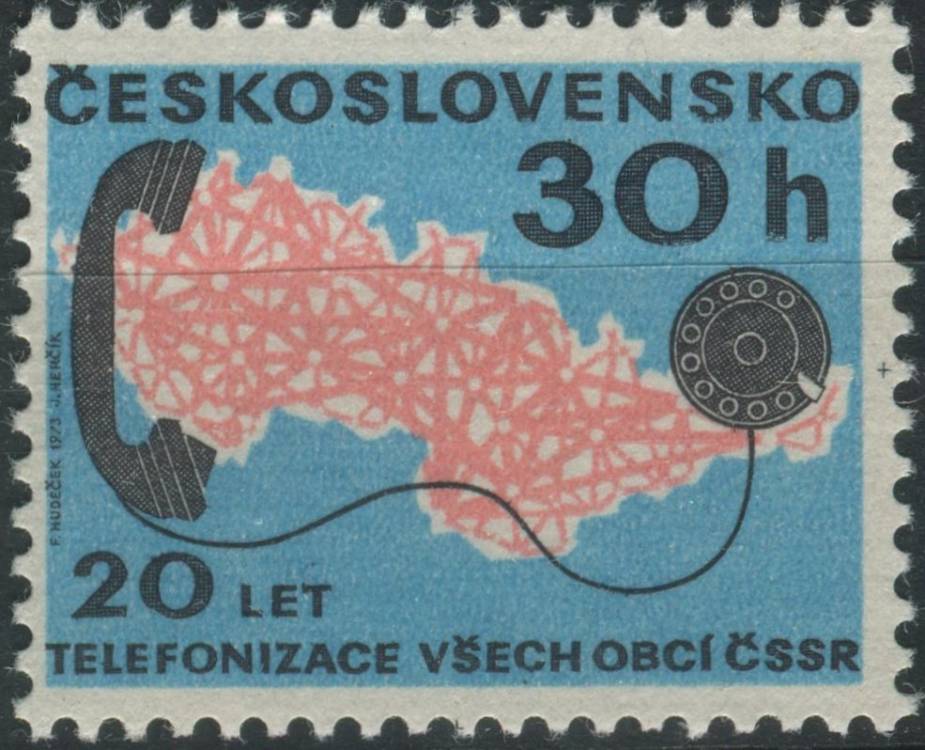 ČESKOSLOVENSKO
30 h
F. HUDEČEK 1973 J. HERČÍK
20 LET
TELEFONIZACE VŠECH OBCÍ ČSSR